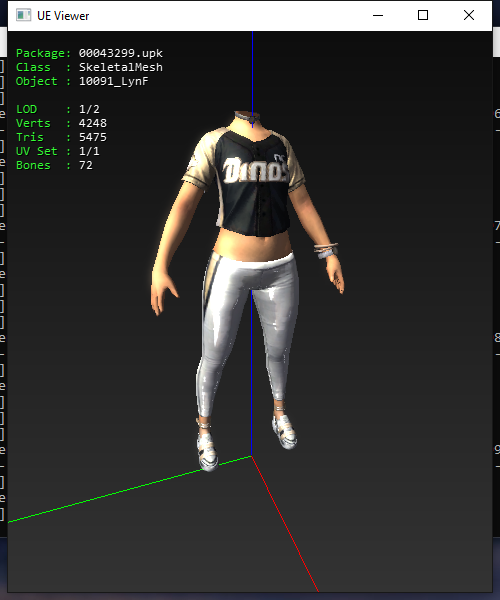 UE Viewer
Package: 00043299.upk
Class : SkeletalMesh
Object : 10091_LynF
LOD : 1/2
Verts : 4248
Tris : 5475
UV Set : 1/1
Bones : 72
Dinos